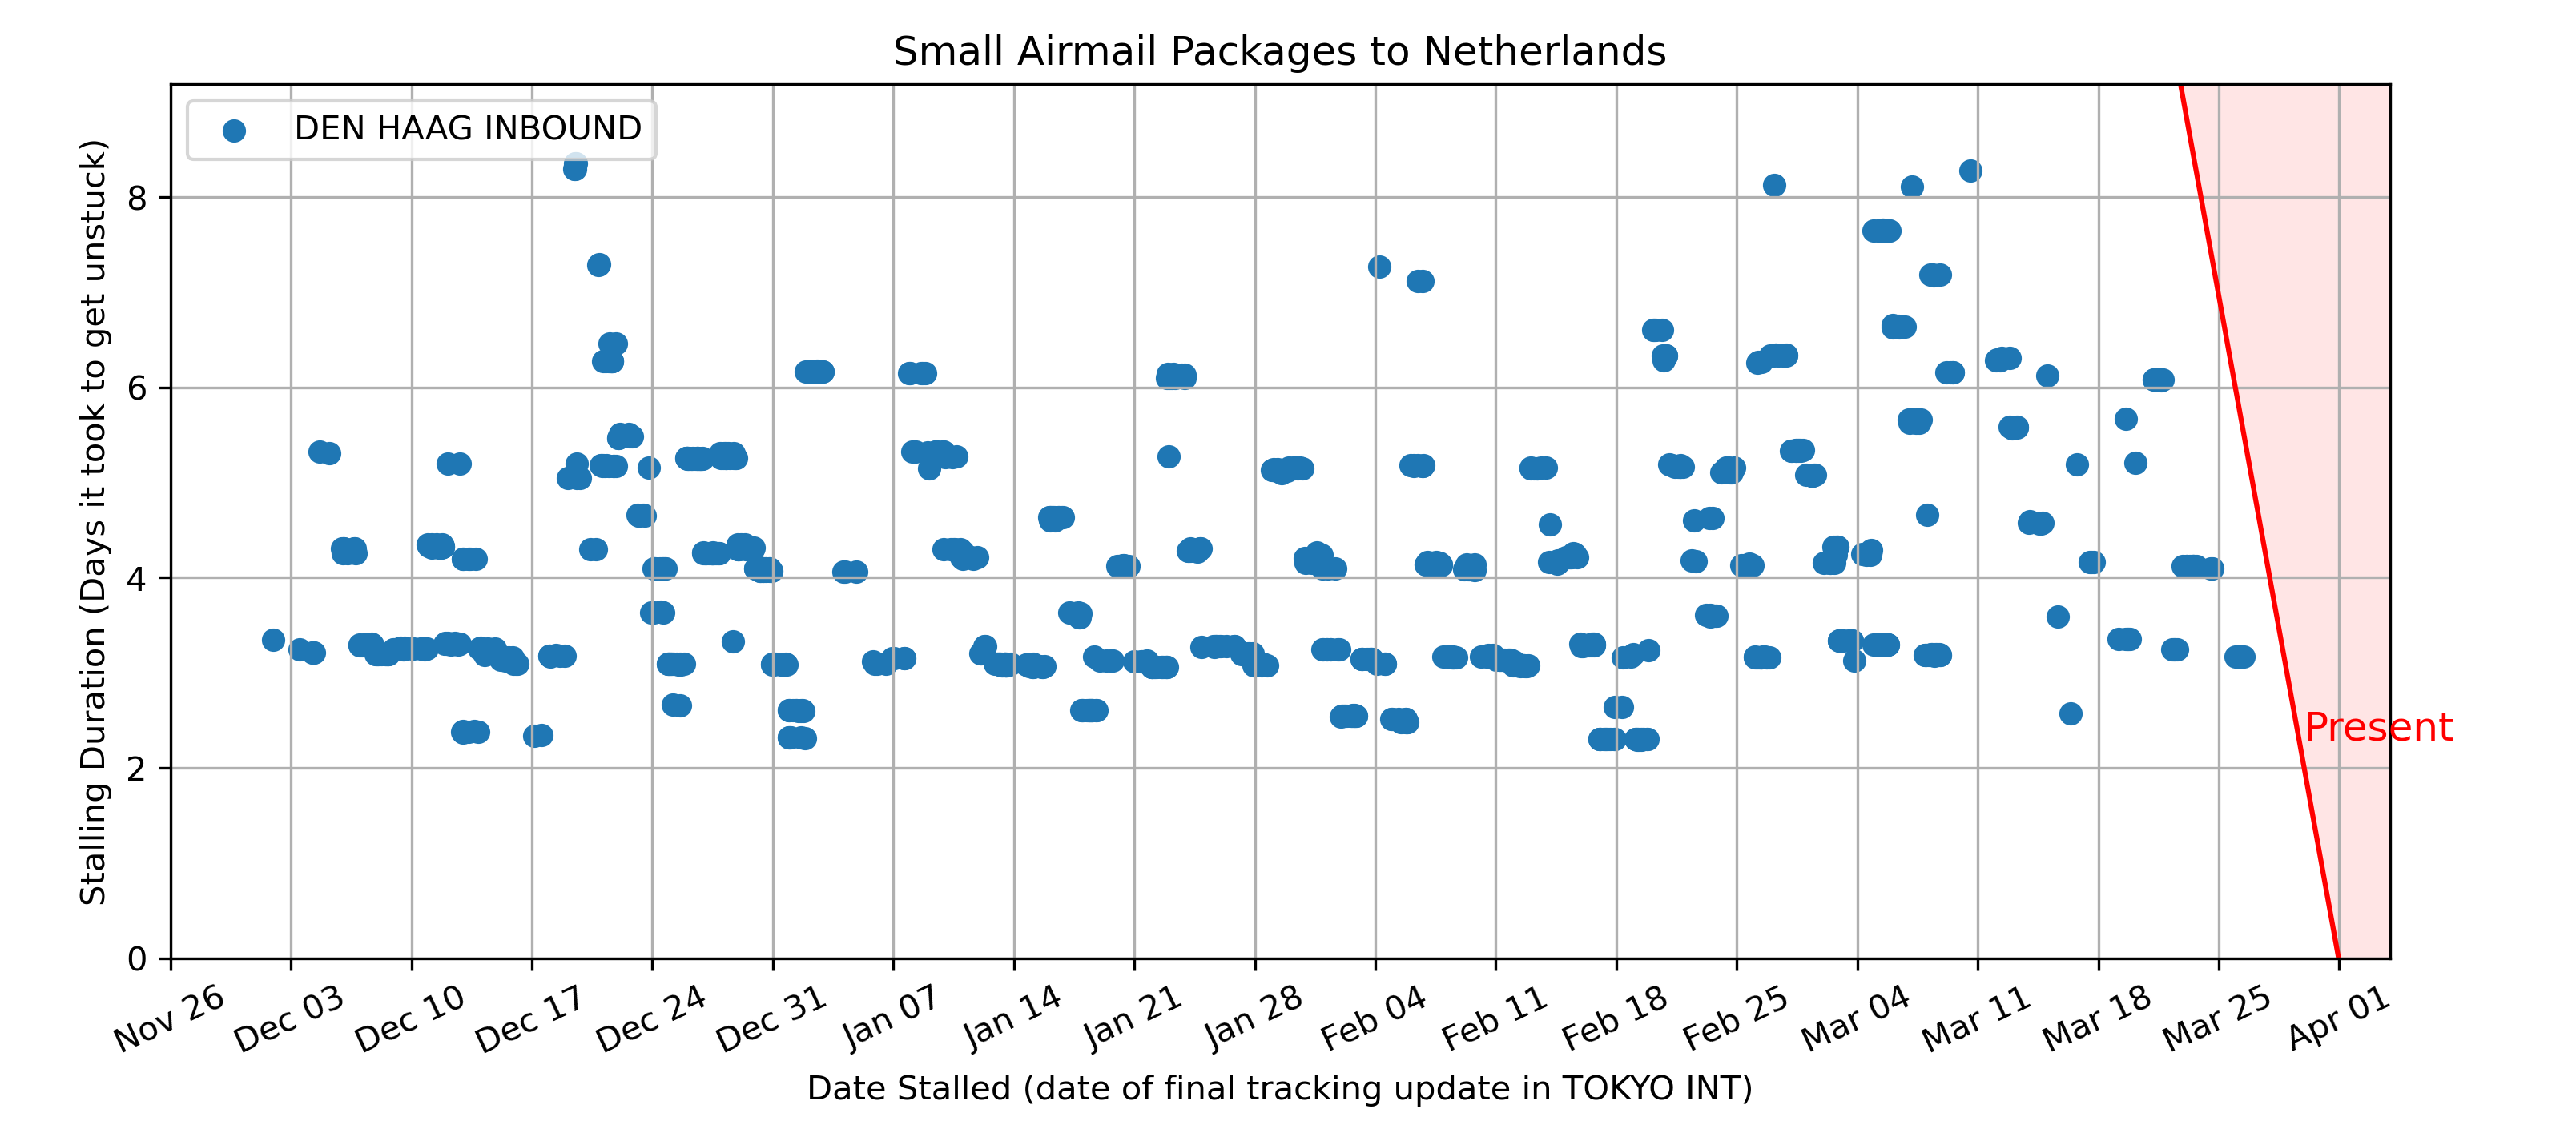 Small Airmail Packages to Netherlands
DEN HAAG INBOUND
Stalling Duration (Days it took to get unstuck)
8
6
4
2
0
Present
Nov 26
Dec 03
Dec 10
Dec 17
Dec 24
Dec 31
Jan 07
Jan 14
Jan 21
Jan 28
Feb 04
Feb 11
Feb 18
Feb 25
Mar 04
Mar 11
Mar 18
Mar 25
Apr 01
Date Stalled (date of final tracking update in TOKYO INT)